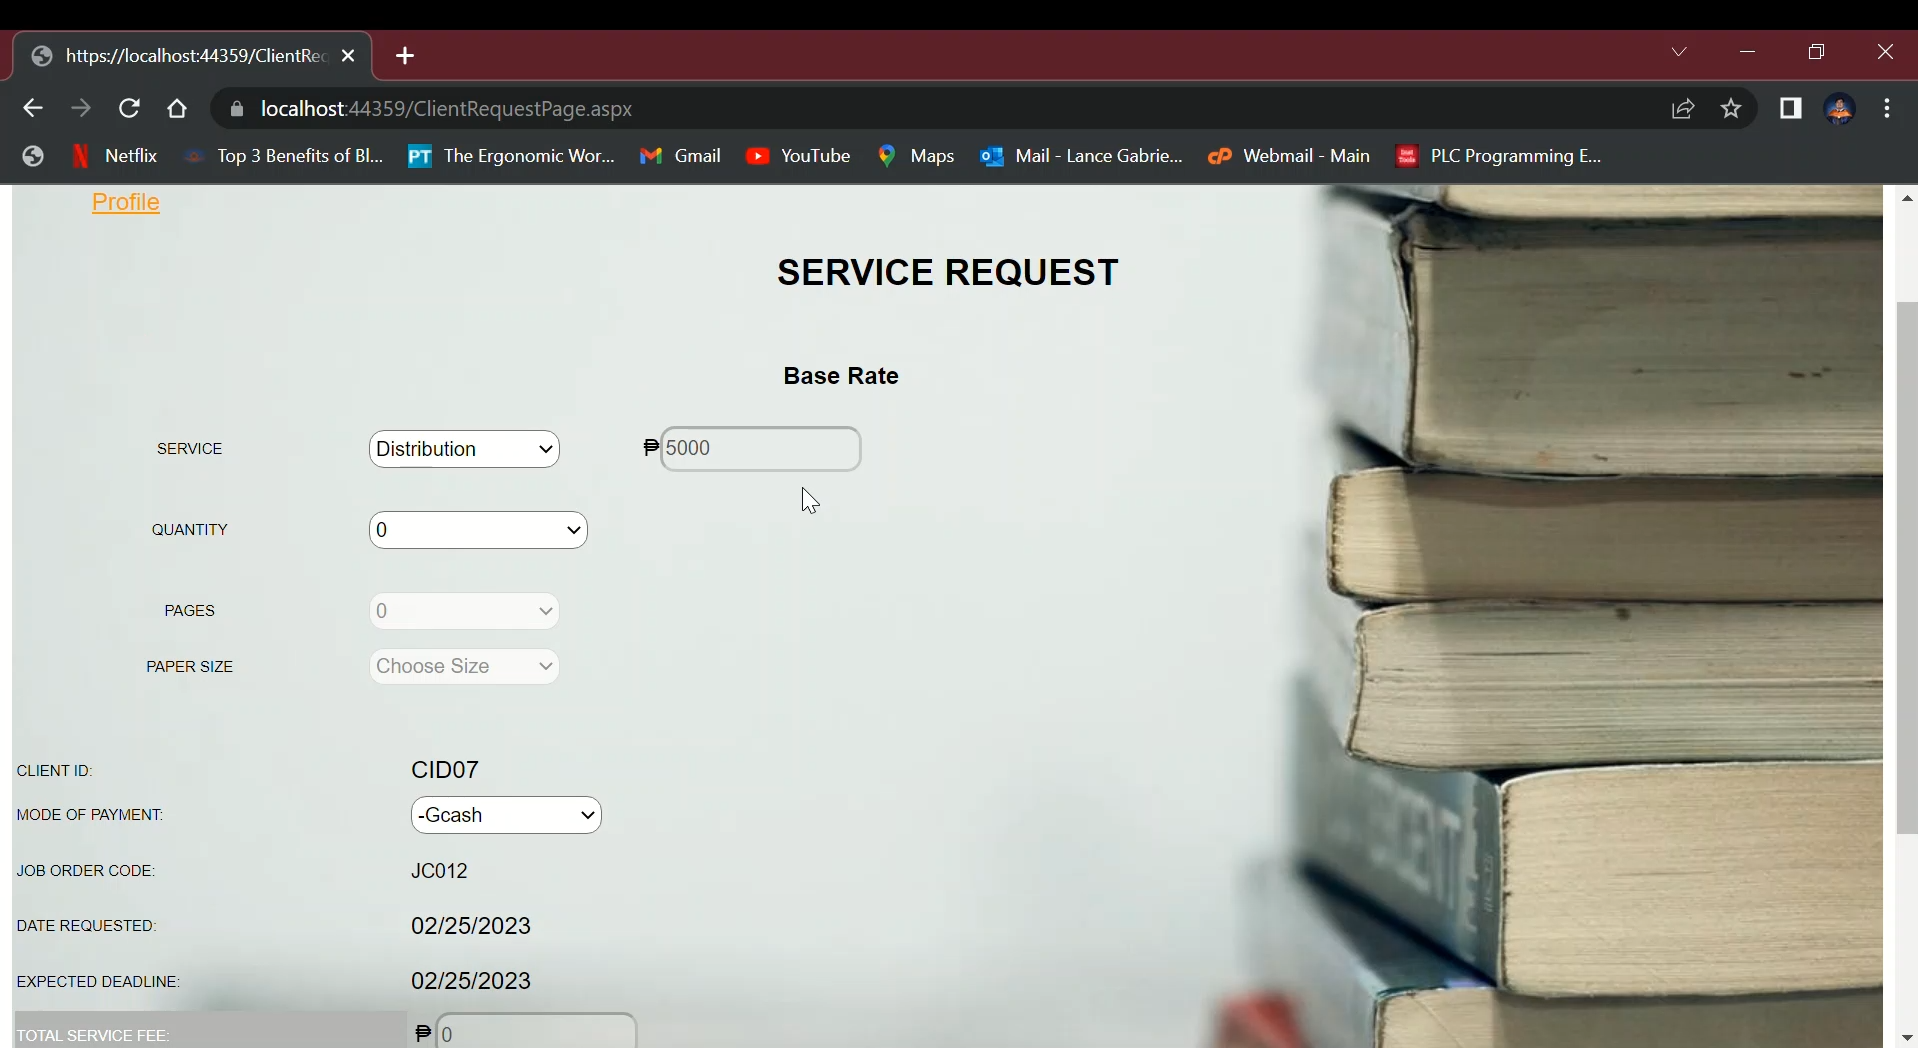 https://localhost:44359/ClientReq
localhost:44359/ClientRequestPage.aspx
Netflix
Top 3 Benefits of Bl...
PT The Ergonomic Wor...
Gmail
YouTube
Maps
Mail - Lance Gabrie...
Webmail - Main
PLC Programming E...
Profile
SERVICE REQUEST
Base Rate
SERVICE Distribution ₱ 5000
QUANTITY 0
PAGES 0
PAPER SIZE Choose Size
CLIENT ID: CID07
MODE OF PAYMENT: -Gcash
JOB ORDER CODE: JC012
DATE REQUESTED: 02/25/2023
EXPECTED DEADLINE: 02/25/2023
TOTAL SERVICE FEE: ₱ 0